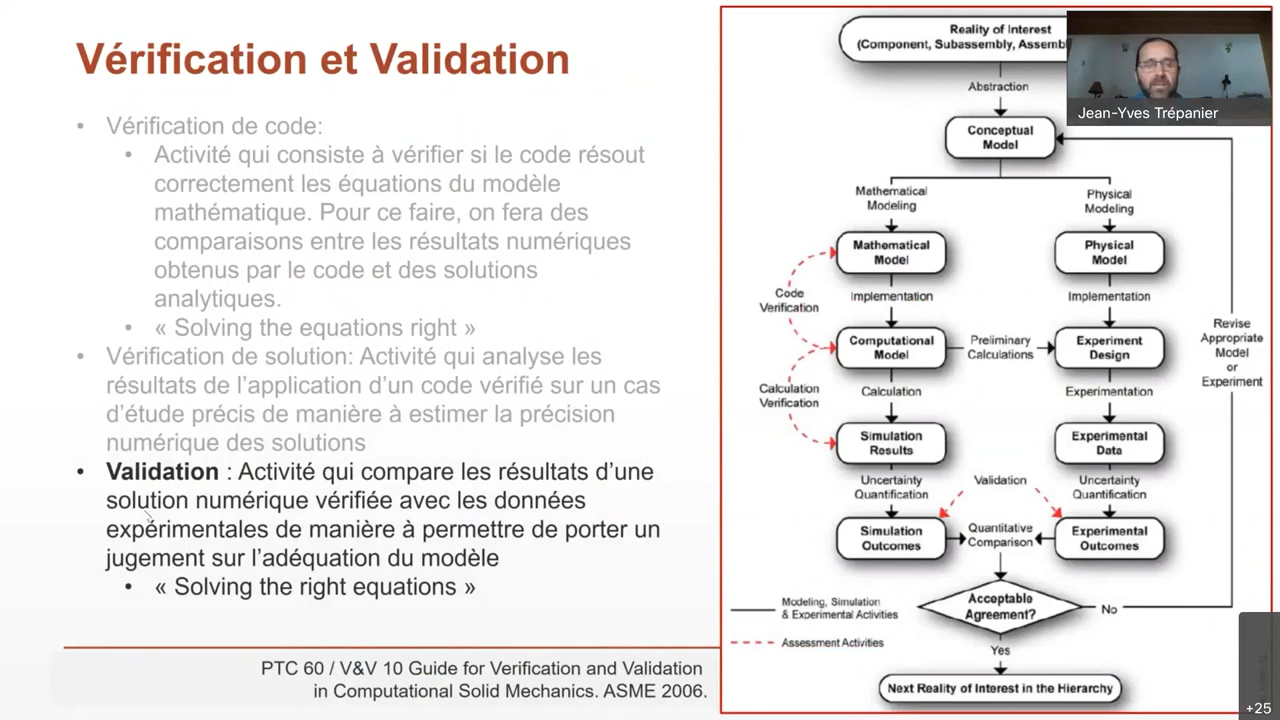 Vérification et Validation
• Vérification de code:
• Activité qui consiste à vérifier si le code résout
correctement les équations du modèle
mathématique. Pour ce faire, on fera des
comparaisons entre les résultats numériques
obtenus par le code et des solutions
analytiques.
• « Solving the equations right »
• Vérification de solution: Activité qui analyse les
résultats de l'application d'un code vérifié sur un cas
d'étude précis de manière à estimer la précision
numérique des solutions
• Validation : Activité qui compare les résultats d'une
solution numérique vérifiée avec les données
expérimentales de manière à permettre de porter un
jugement sur l'adéquation du modèle
• « Solving the right equations »
PTC 60 / V&V 10 Guide for Verification and Validation
in Computational Solid Mechanics. ASME 2006.
Reality of Interest
(Component, Subassembly,
Jean-Yves Trépanier
Abstraction
Conceptual
Model
Mathematical
Modeling
Physical
Modeling
Mathematical
Model
Physical
Model
Code
Verification
Implementation
Implementation
Computational
Model
Preliminary
Calculations
Experiment
Design
Revise
Appropriate
Model
or
Experiment
Calculation
Verification
Calculation
Experimentation
Simulation
Results
Experimental
Data
Uncertainty
Quantification
Validation
Uncertainty
Quantification
Simulation
Outcomes
Quantitative
Comparison
Experimental
Outcomes
Acceptable
Agreement?
No
Modeling, Simulation
& Experimental Activities
Assessment Activities
Yes
Next Reality of Interest in the Hierarchy
+25